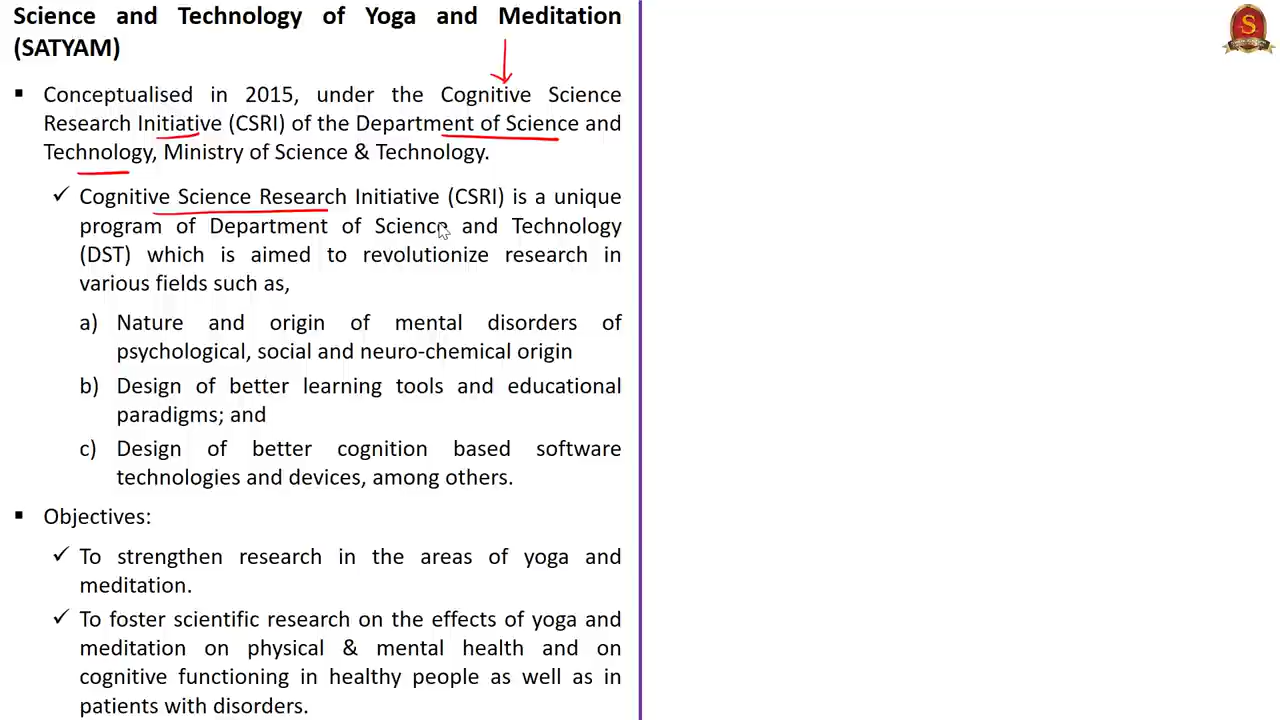 Science and Technology of Yoga and Meditation
(SATYAM)
▪ Conceptualised in 2015, under the Cognitive Science
Research Initiative (CSRI) of the Department of Science and
Technology, Ministry of Science & Technology.
✓ Cognitive Science Research Initiative (CSRI) is a unique
program of Department of Science and Technology
(DST) which is aimed to revolutionize research in
various fields such as,
a) Nature and origin of mental disorders of
psychological, social and neuro-chemical origin
b) Design of better learning tools and educational
paradigms; and
c) Design of better cognition based software
technologies and devices, among others.
▪ Objectives:
✓ To strengthen research in the areas of yoga and
meditation.
✓ To foster scientific research on the effects of yoga and
meditation on physical & mental health and on
cognitive functioning in healthy people as well as in
patients with disorders.
S